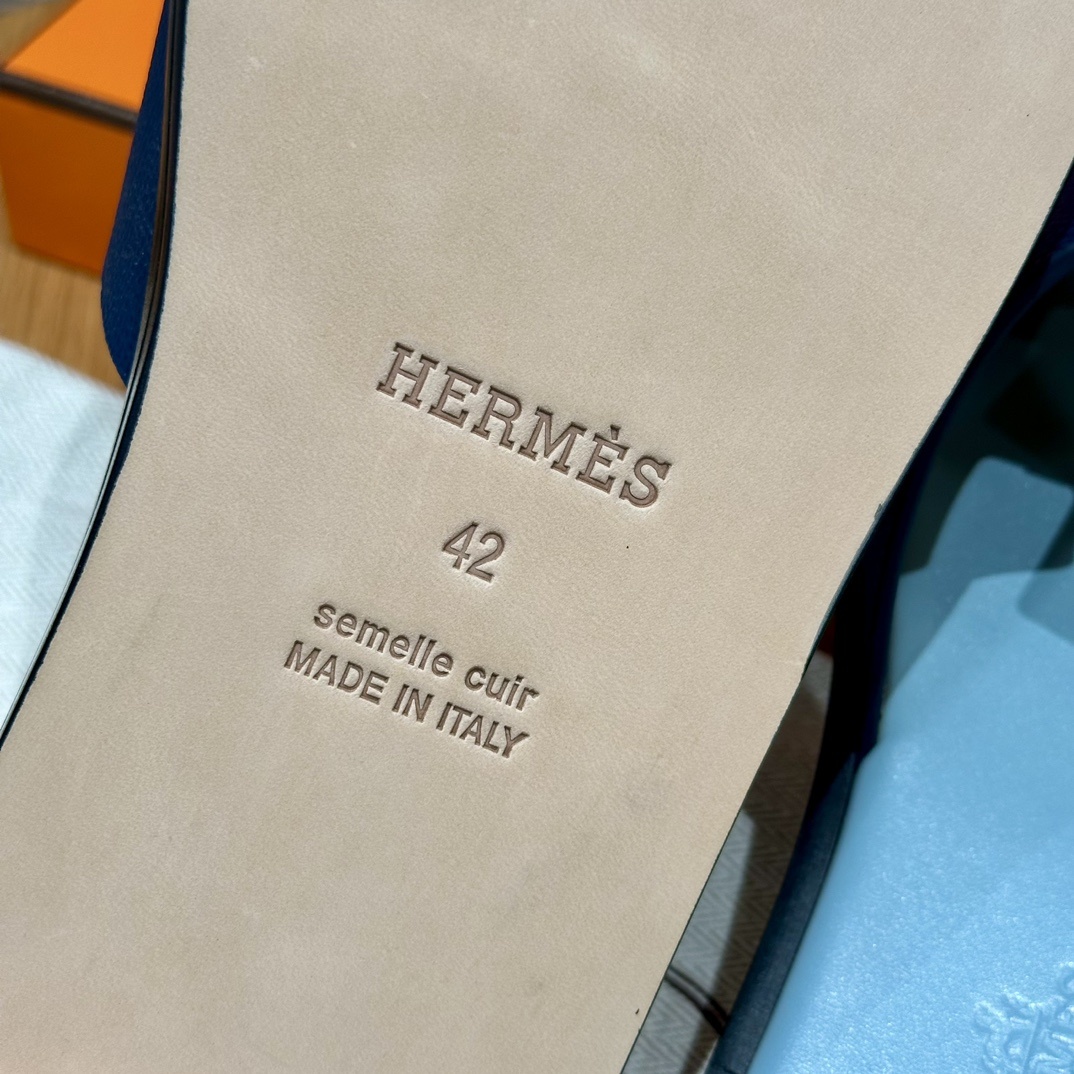 HERMÈS
42
semelle cuir
MADE IN ITALY